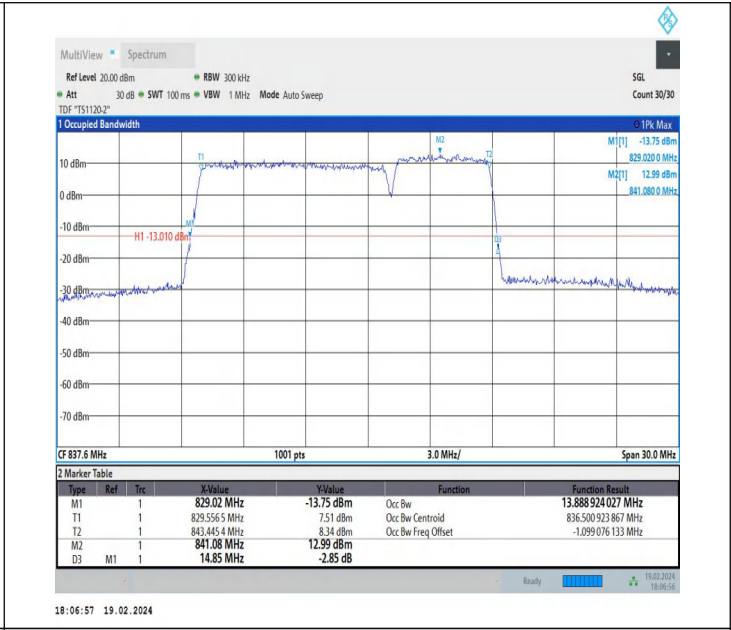 R S
MultiView Spectrum
Ref Level 20.00 dBm RBW 300 kHz SGL
Att 30 dB SWT 100 ms VBW 1 MHz Mode Auto Sweep Count 30/30
TDF "TS1120-2"
1 Occupied Bandwidth 1Pk Max
M1[1] -13.75 dBm
829.020 0 MHz
M2[1] 12.99 dBm
841.080 0 MHz
M2
T1 T2
10 dBm
0 dBm
-10 dBm
M1
H1 -13.010 dBm
D3
-20 dBm
-30 dBm
-40 dBm
-50 dBm
-60 dBm
-70 dBm
CF 837.6 MHz 1001 pts 3.0 MHz/ Span 30.0 MHz
2 Marker Table
Type Ref Trc X-Value Y-Value Function Function Result
M1 1 829.02 MHz -13.75 dBm Occ Bw 13.888 924 027 MHz
T1 1 829.556 5 MHz 7.51 dBm Occ Bw Centroid 836.500 923 867 MHz
T2 1 843.445 4 MHz 8.34 dBm Occ Bw Freq Offset -1.099 076 133 MHz
M2 1 841.08 MHz 12.99 dBm
D3 M1 1 14.85 MHz -2.85 dB
Ready 19.02.2024
18:06:56
18:06:57 19.02.2024